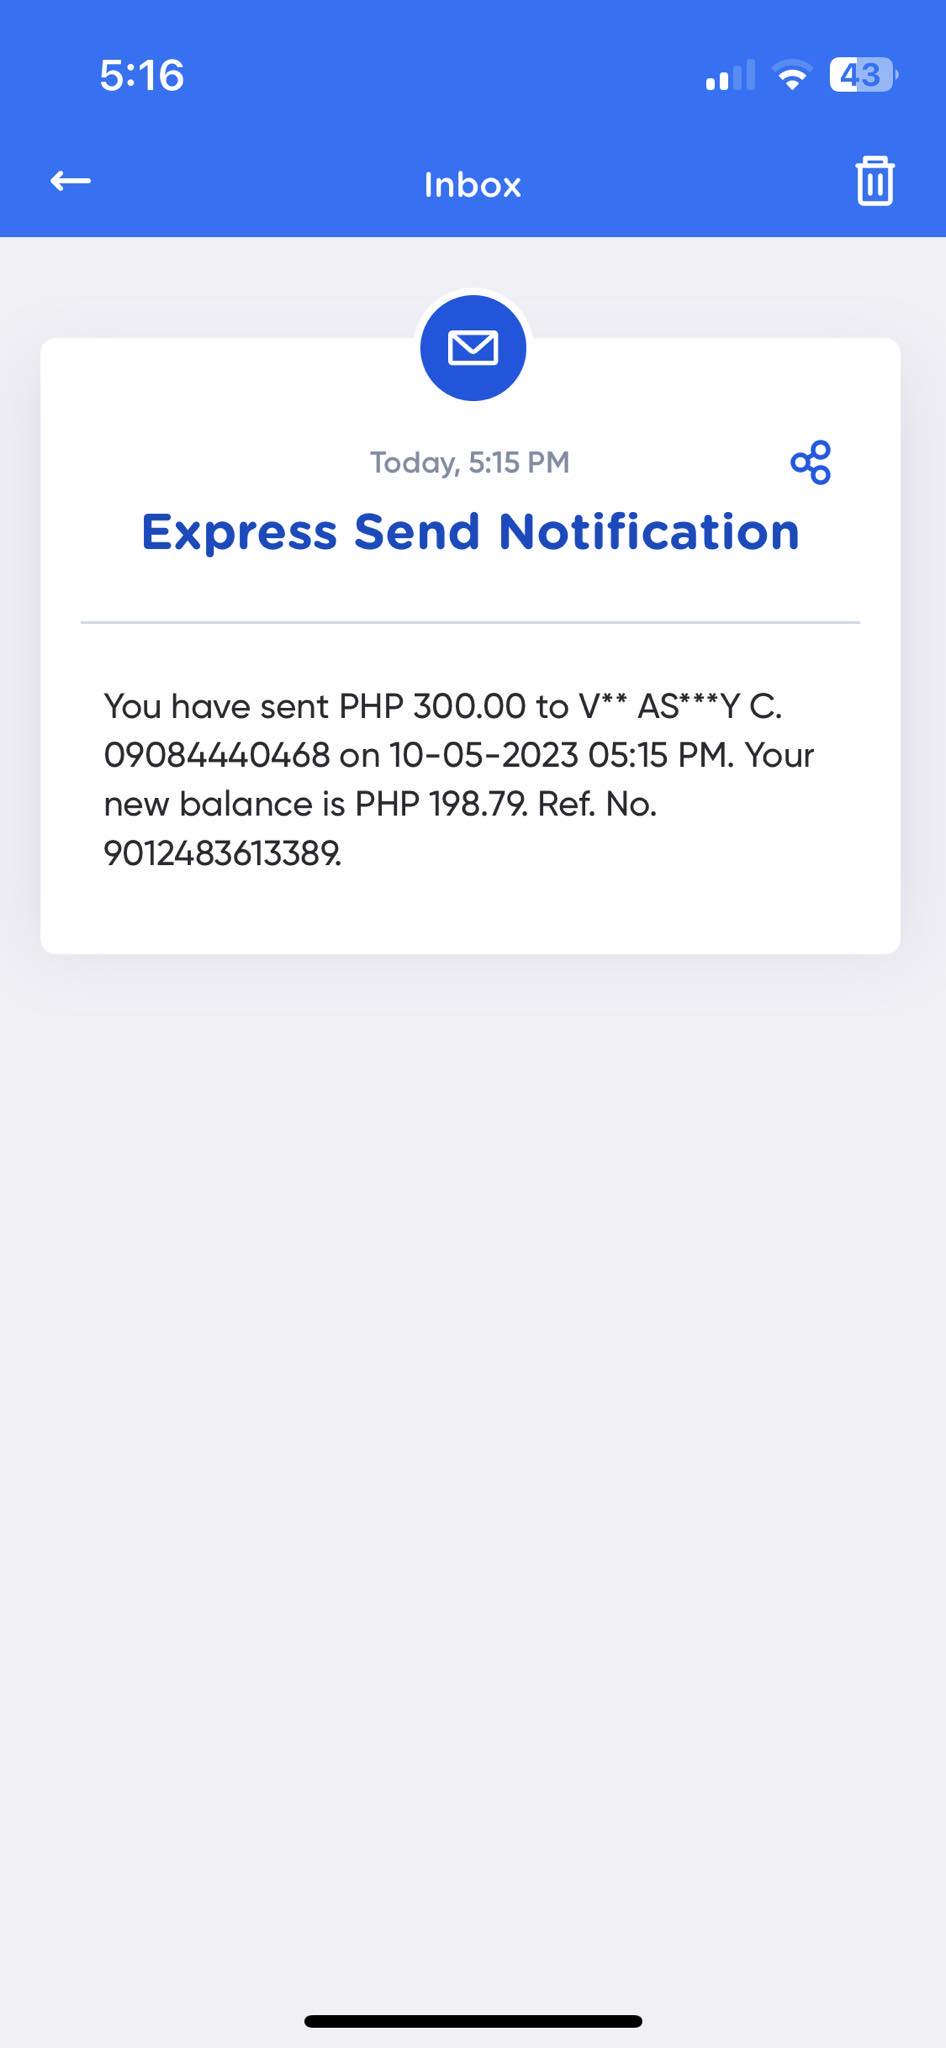 5:16
43
Inbox
Today, 5:15 PM
Express Send Notification
You have sent PHP 300.00 to V** AS***Y C.
09084440468 on 10-05-2023 05:15 PM. Your
new balance is PHP 198.79. Ref. No.
9012483613389.